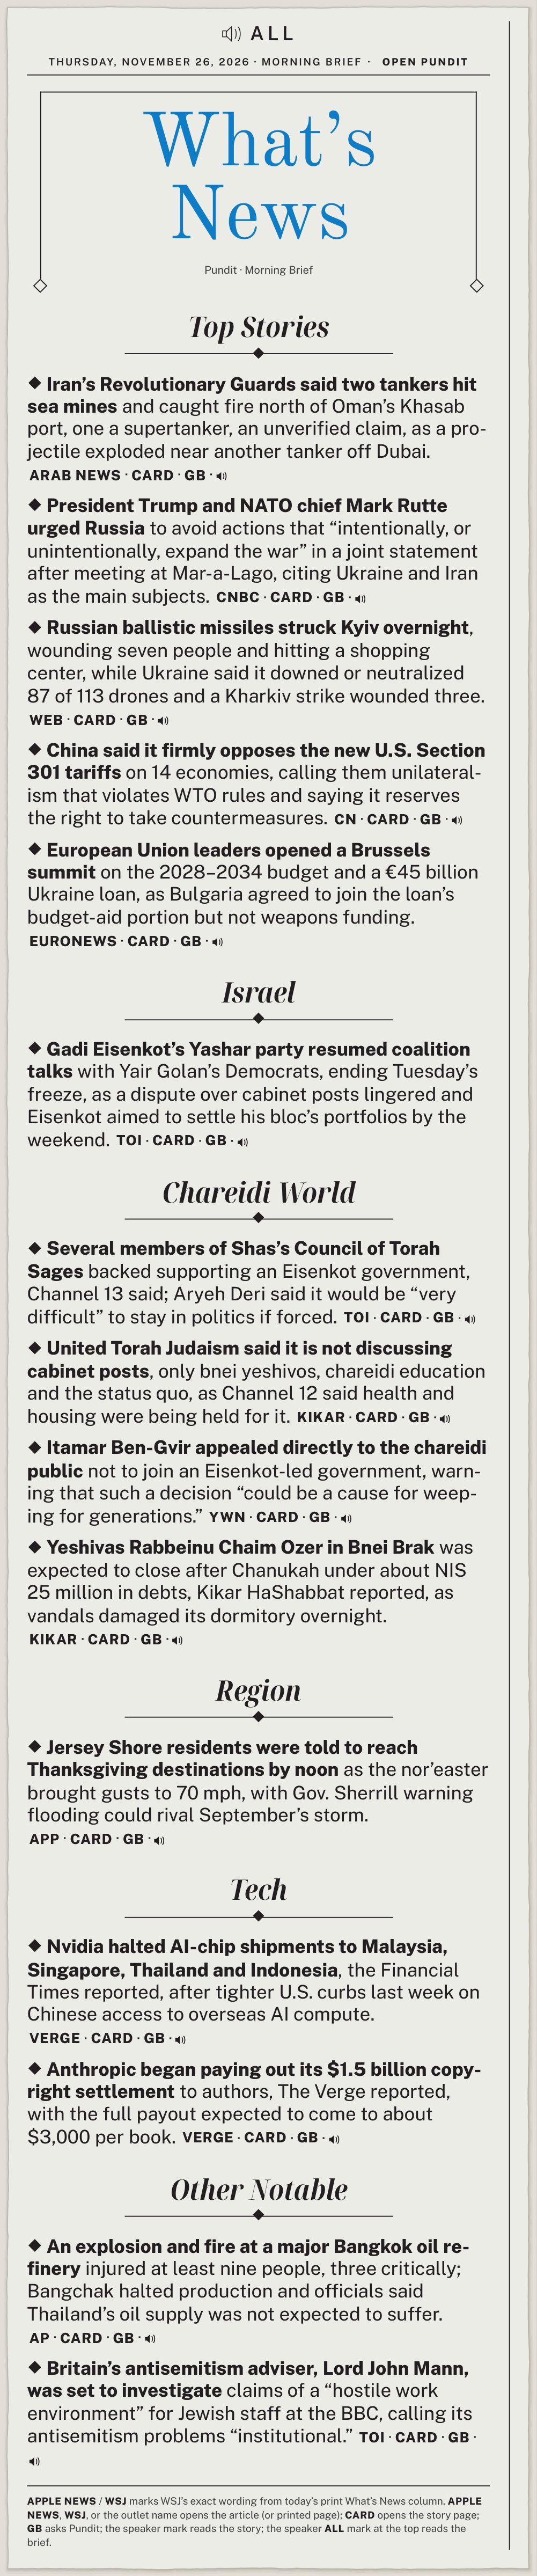 ALL
THURSDAY, NOVEMBER 26, 2026 · MORNING BRIEF · OPEN PUNDIT
What’s
News
Pundit · Morning Brief
Top Stories
◆ Iran’s Revolutionary Guards said two tankers hit
sea mines and caught fire north of Oman’s Khasab
port, one a supertanker, an unverified claim, as a pro-
jectile exploded near another tanker off Dubai.
ARAB NEWS · CARD · GB ·
◆ President Trump and NATO chief Mark Rutte
urged Russia to avoid actions that “intentionally, or
unintentionally, expand the war” in a joint statement
after meeting at Mar-a-Lago, citing Ukraine and Iran
as the main subjects. CNBC · CARD · GB ·
◆ Russian ballistic missiles struck Kyiv overnight,
wounding seven people and hitting a shopping
center, while Ukraine said it downed or neutralized
87 of 113 drones and a Kharkiv strike wounded three.
WEB · CARD · GB ·
◆ China said it firmly opposes the new U.S. Section
301 tariffs on 14 economies, calling them unilateral-
ism that violates WTO rules and saying it reserves
the right to take countermeasures. CN · CARD · GB ·
◆ European Union leaders opened a Brussels
summit on the 2028–2034 budget and a €45 billion
Ukraine loan, as Bulgaria agreed to join the loan’s
budget-aid portion but not weapons funding.
EURONEWS · CARD · GB ·
Israel
◆ Gadi Eisenkot’s Yashar party resumed coalition
talks with Yair Golan’s Democrats, ending Tuesday’s
freeze, as a dispute over cabinet posts lingered and
Eisenkot aimed to settle his bloc’s portfolios by the
weekend. TOI · CARD · GB ·
Chareidi World
◆ Several members of Shas’s Council of Torah
Sages backed supporting an Eisenkot government,
Channel 13 said; Aryeh Deri said it would be “very
difficult” to stay in politics if forced. TOI · CARD · GB ·
◆ United Torah Judaism said it is not discussing
cabinet posts, only bnei yeshivos, chareidi education
and the status quo, as Channel 12 said health and
housing were being held for it. KIKAR · CARD · GB ·
◆ Itamar Ben-Gvir appealed directly to the chareidi
public not to join an Eisenkot-led government, warn-
ing that such a decision “could be a cause for weep-
ing for generations.” YWN · CARD · GB ·
◆ Yeshivas Rabbeinu Chaim Ozer in Bnei Brak was
expected to close after Chanukah under about NIS
25 million in debts, Kikar HaShabbat reported, as
vandals damaged its dormitory overnight.
KIKAR · CARD · GB ·
Region
◆ Jersey Shore residents were told to reach
Thanksgiving destinations by noon as the nor’easter
brought gusts to 70 mph, with Gov. Sherrill warning
flooding could rival September’s storm.
APP · CARD · GB ·
Tech
◆ Nvidia halted AI-chip shipments to Malaysia,
Singapore, Thailand and Indonesia, the Financial
Times reported, after tighter U.S. curbs last week on
Chinese access to overseas AI compute.
VERGE · CARD · GB ·
◆ Anthropic began paying out its $1.5 billion copy-
right settlement to authors, The Verge reported,
with the full payout expected to come to about
$3,000 per book. VERGE · CARD · GB ·
Other Notable
◆ An explosion and fire at a major Bangkok oil re-
finery injured at least nine people, three critically;
Bangchak halted production and officials said
Thailand’s oil supply was not expected to suffer.
AP · CARD · GB ·
◆ Britain’s antisemitism adviser, Lord John Mann,
was set to investigate claims of a “hostile work
environment” for Jewish staff at the BBC, calling its
antisemitism problems “institutional.” TOI · CARD · GB ·
APPLE NEWS / WSJ marks WSJ’s exact wording from today’s print What’s News column. APPLE
NEWS, WSJ, or the outlet name opens the article (or printed page); CARD opens the story page;
GB asks Pundit; the speaker mark reads the story; the speaker ALL mark at the top reads the
brief.